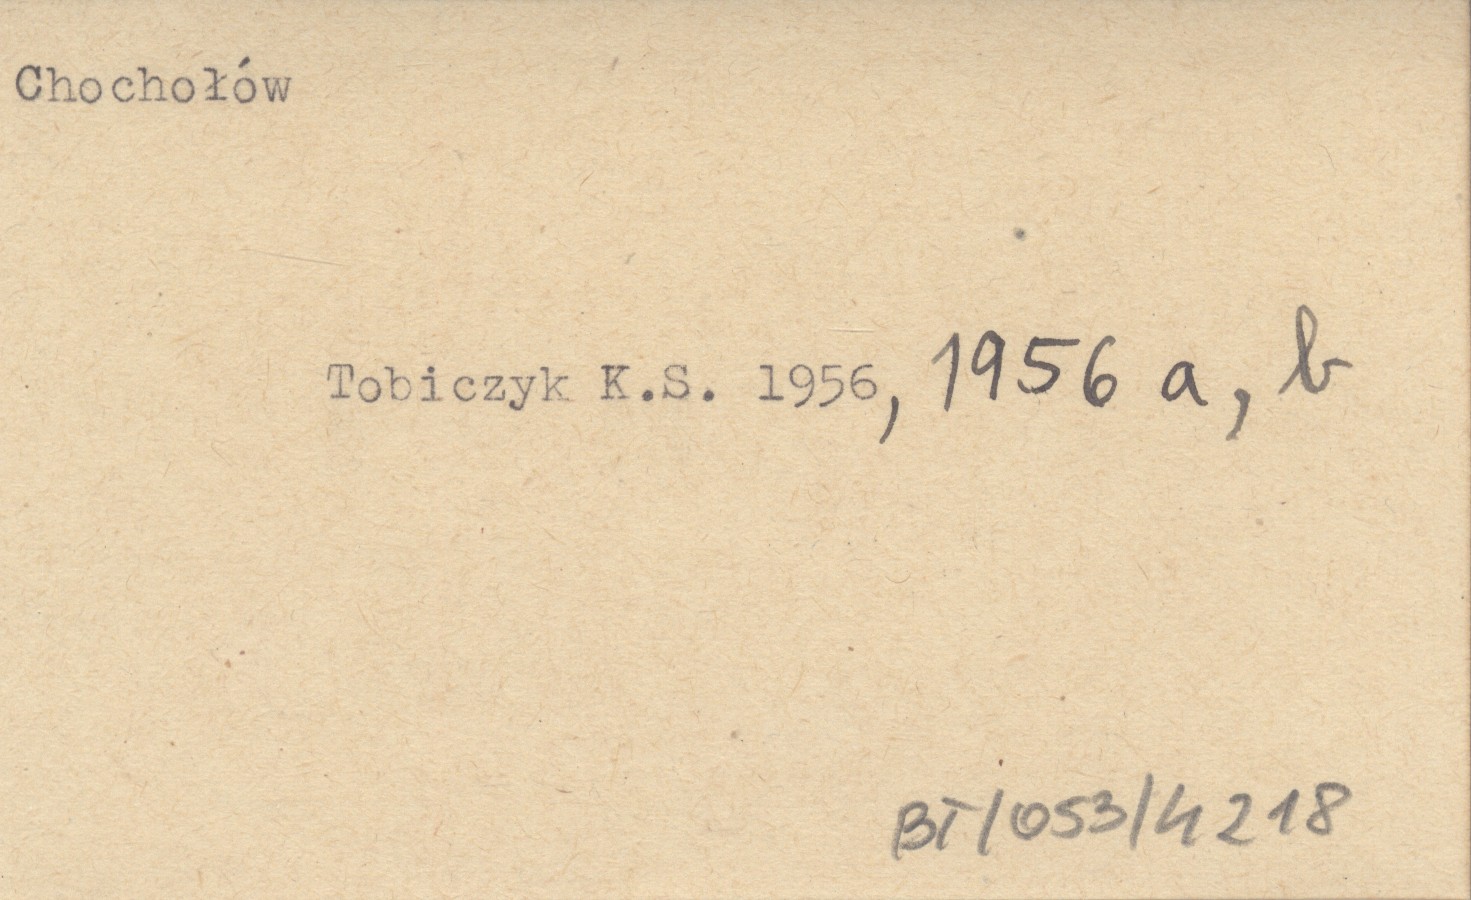 Chochołów
Tobiczyk K.S. 1956, 1956 a, b
BT/053/4218